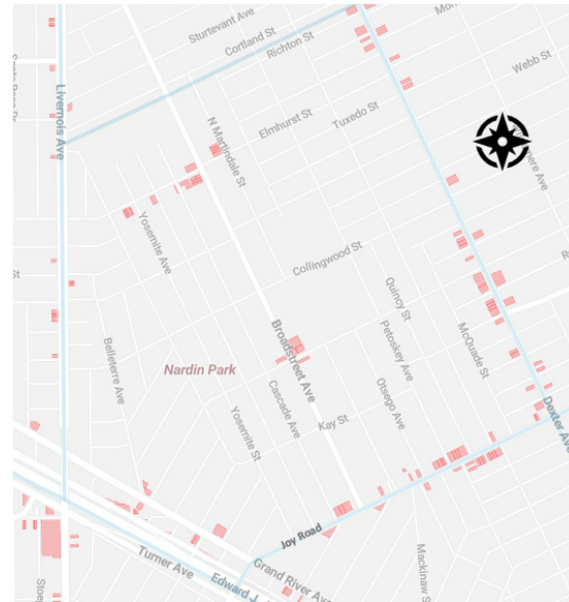 Sturtevant Ave
Cortland St
Richton St
Webb St
Livernois Ave
Tuxedo St
Elmhurst St
N Martindale St
Yosemite Ave
Collingwood St
Quincy St
Petoskey Ave
McQuade St
Broadstreet Ave
Belleterre Ave
Nardin Park
Cascade Ave
Otsego Ave
Yosemite St
Kay St
Dexter Ave
Joy Road
Grand River Ave
Mackinaw S
Turner Ave
Edward J.